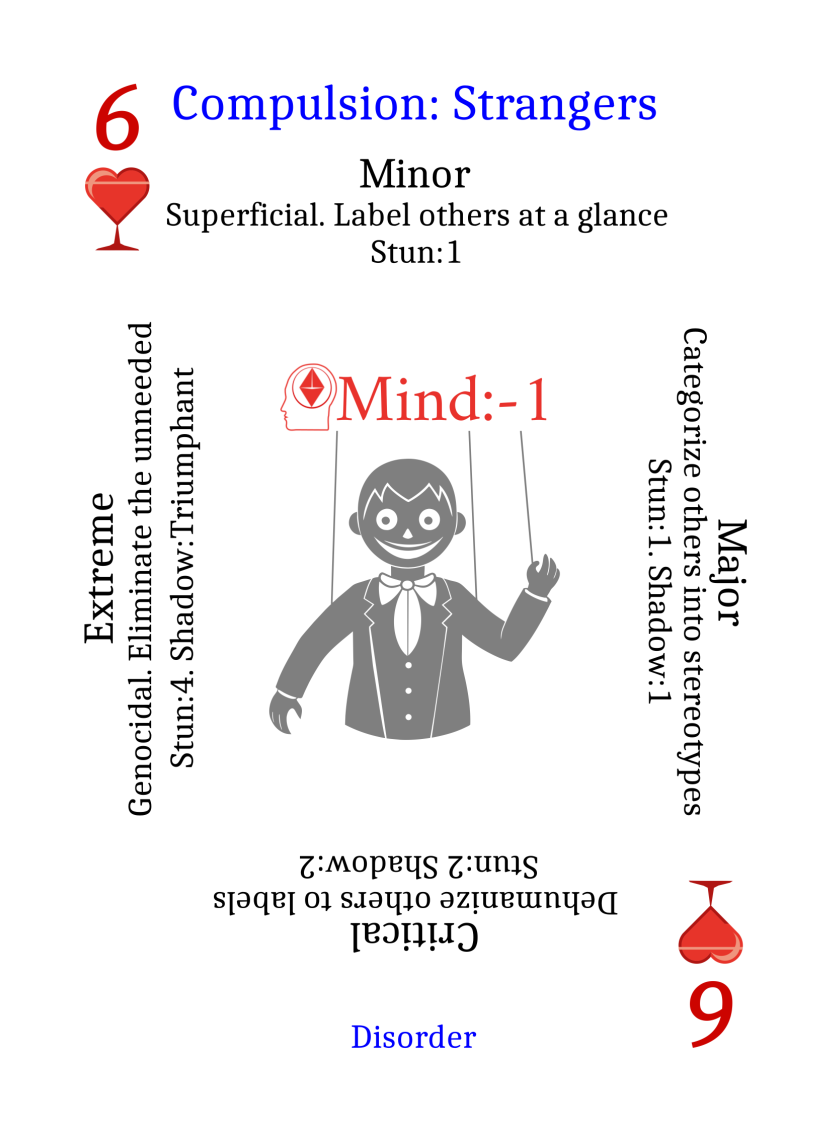 6
Compulsion: Strangers
Minor
Superficial. Label others at a glance
Stun:1
Mind:-1
Major
Categorize others into stereotypes
Stun:1. Shadow:1
Critical
Dehumanize others to labels
Stun:2 Shadow:2
Extreme
Genocidal. Eliminate the unneeded
Stun:4. Shadow:Triumphant
6
Disorder